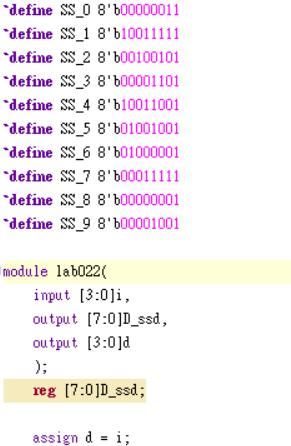 `define SS_0 8'b00000011
`define SS_1 8'b10011111
`define SS_2 8'b00100101
`define SS_3 8'b00001101
`define SS_4 8'b10011001
`define SS_5 8'b01001001
`define SS_6 8'b01000001
`define SS_7 8'b00011111
`define SS_8 8'b00000001
`define SS_9 8'b00001001
module lab022(
input [3:0]i,
output [7:0]D_ssd,
output [3:0]d
);
reg [7:0]D_ssd;
assign d = i;